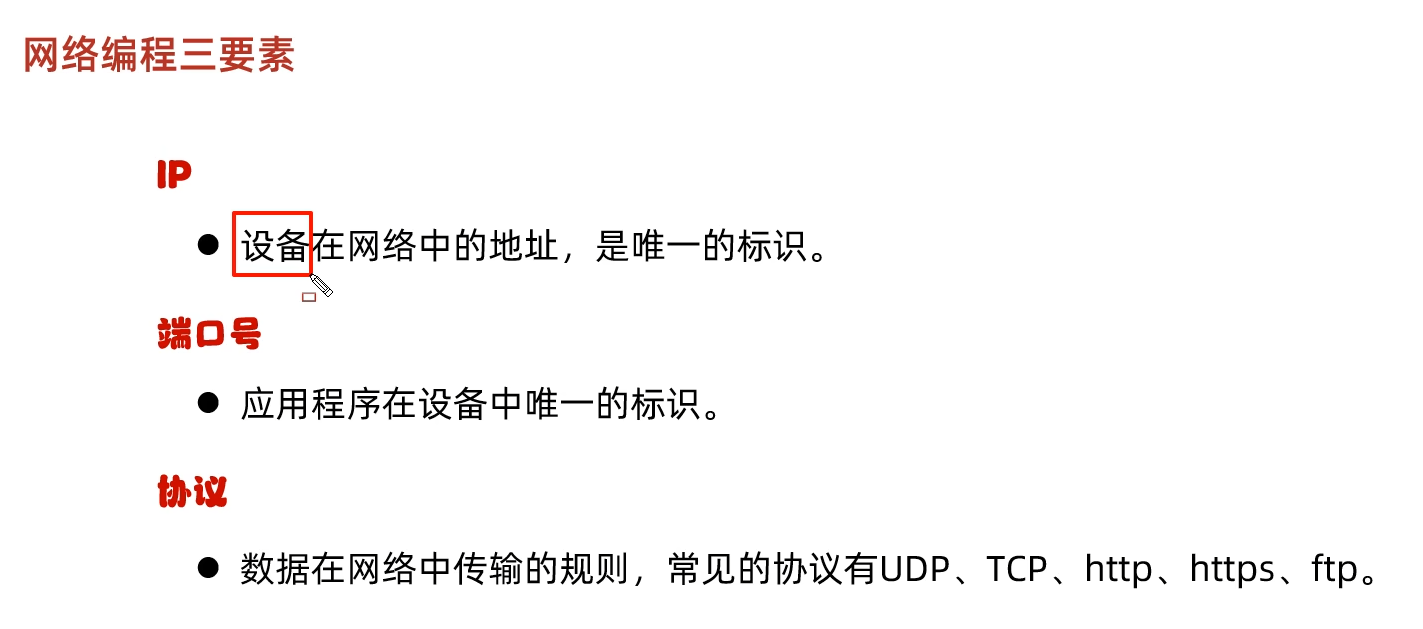 网络编程三要素
IP
● 设备在网络中的地址，是唯一的标识。
端口号
● 应用程序在设备中唯一的标识。
协议
● 数据在网络中传输的规则，常见的协议有UDP、TCP、http、https、ftp。